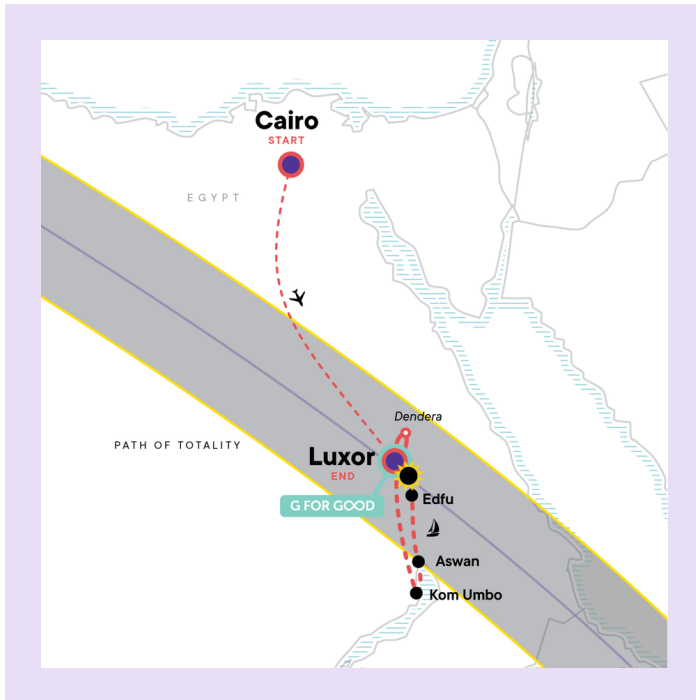 Cairo
START
EGYPT
Dendera
PATH OF TOTALITY
Luxor
END
G FOR GOOD
Edfu
Aswan
Kom Umbo